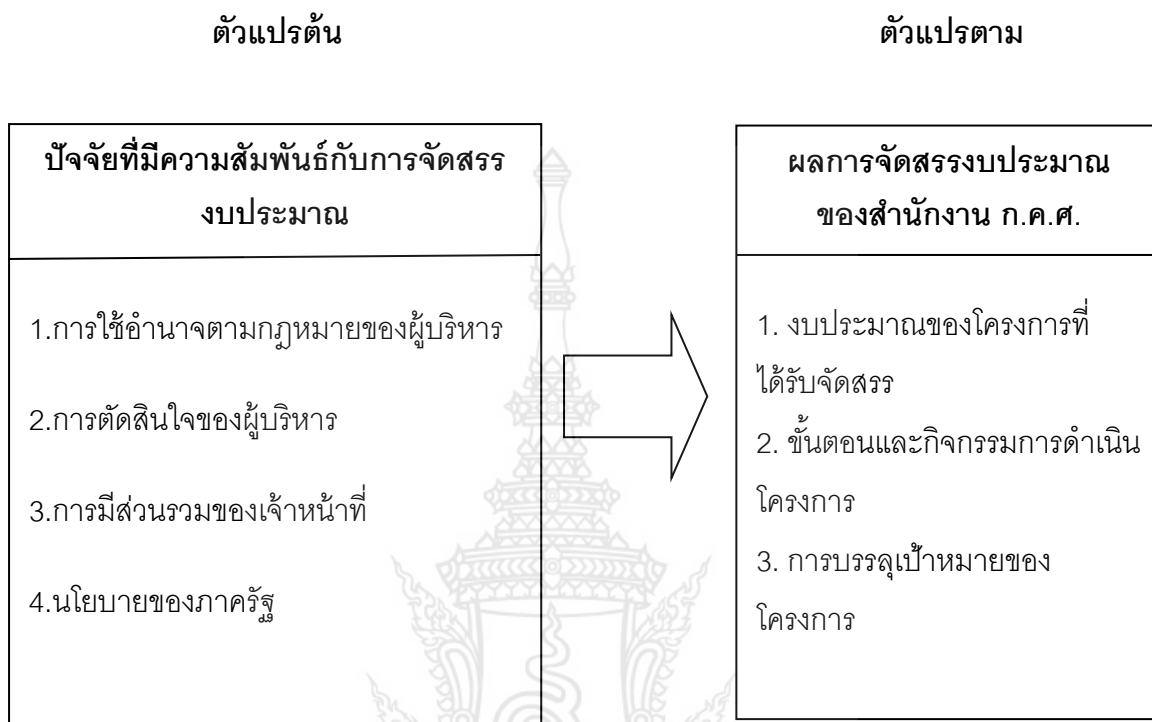 ตัวแปรต้น
ตัวแปรตาม
ปัจจัยที่มีความสัมพันธ์กับการจัดสรร
งบประมาณ
1.การใช้อำนาจตามกฎหมายของผู้บริหาร
2.การตัดสินใจของผู้บริหาร
3.การมีส่วนรวมของเจ้าหน้าที่
4.นโยบายของภาครัฐ
ผลการจัดสรรงบประมาณ
ของสำนักงาน ก.ค.ศ.
1. งบประมาณของโครงการที่
ได้รับจัดสรร
2. ขั้นตอนและกิจกรรมการดำเนิน
โครงการ
3. การบรรลุเป้าหมายของ
โครงการ